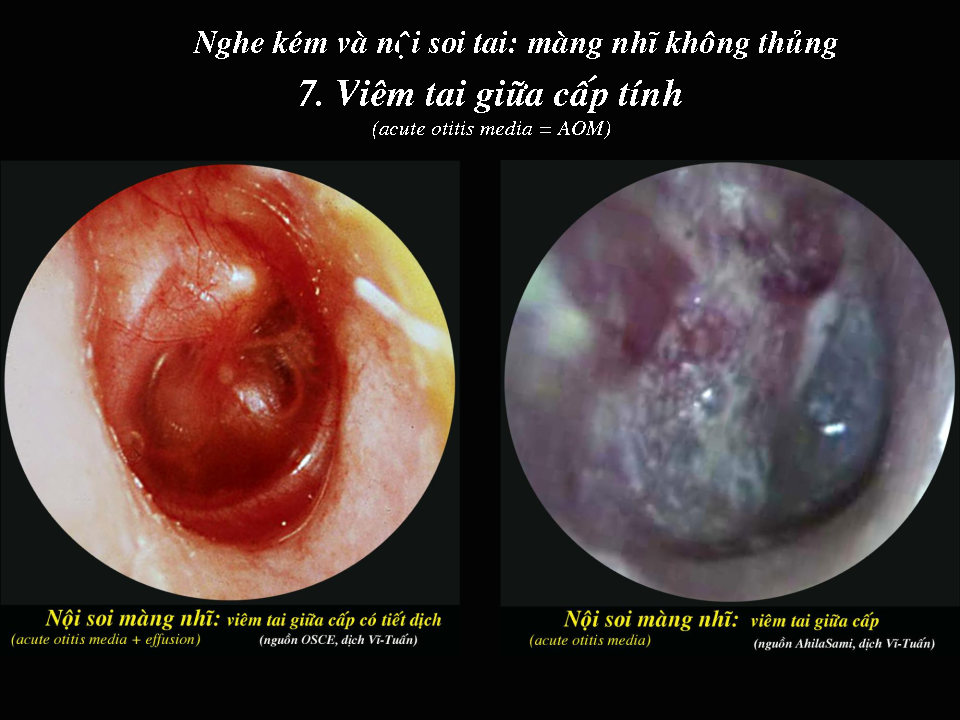 Nghe kém và nội soi tai: màng nhĩ không thủng
7. Viêm tai giữa cấp tính
(acute otitis media = AOM)
Nội soi màng nhĩ: viêm tai giữa cấp có tiết dịch
(acute otitis media + effusion) (nguồn OSCE, dịch Vĩ-Tuấn)
Nội soi màng nhĩ: viêm tai giữa cấp
(acute otitis media) (nguồn AhilaSami, dịch Vĩ-Tuấn)